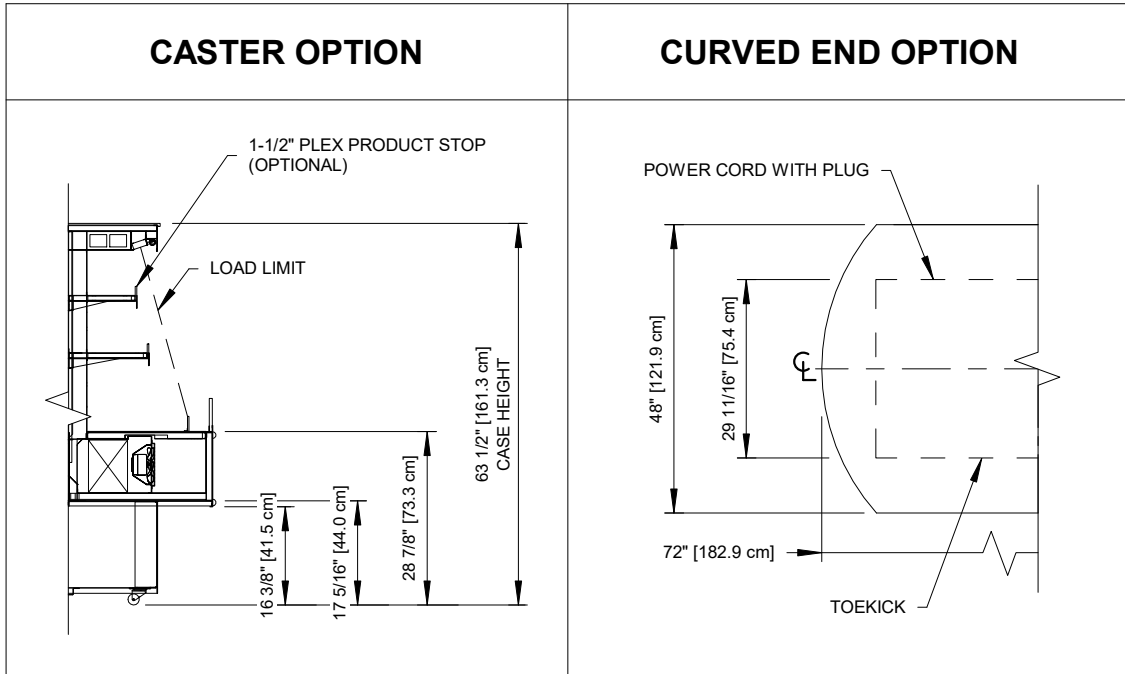 CASTER OPTION
CURVED END OPTION
1-1/2" PLEX PRODUCT STOP
(OPTIONAL)
LOAD LIMIT
63 1/2" [161.3 cm]
CASE HEIGHT
28 7/8" [73.3 cm]
17 5/16" [44.0 cm]
16 3/8" [41.5 cm]
POWER CORD WITH PLUG
48" [121.9 cm]
29 11/16" [75.4 cm]
CL
72" [182.9 cm]
TOEKICK